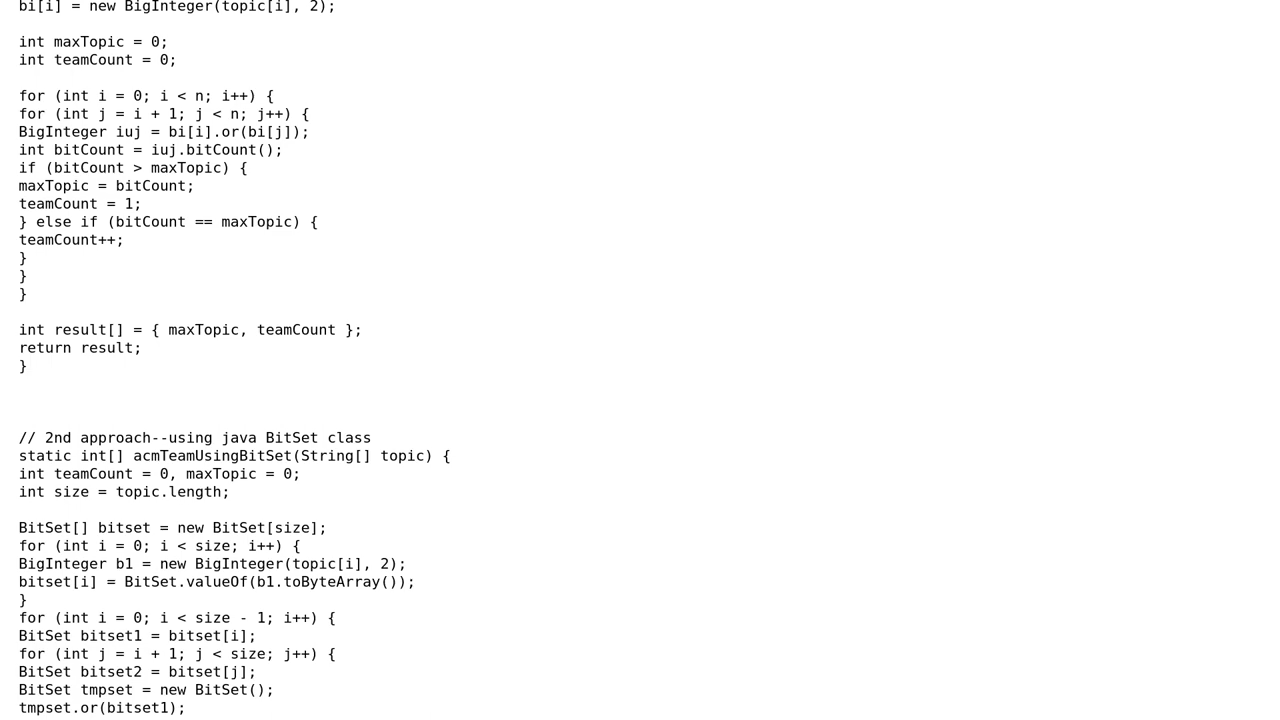 bi[i] = new BigInteger(topic[i], 2);
int maxTopic = 0;
int teamCount = 0;
for (int i = 0; i < n; i++) {
for (int j = i + 1; j < n; j++) {
BigInteger iuj = bi[i].or(bi[j]);
int bitCount = iuj.bitCount();
if (bitCount > maxTopic) {
maxTopic = bitCount;
teamCount = 1;
} else if (bitCount == maxTopic) {
teamCount++;
}
}
}
int result[] = { maxTopic, teamCount };
return result;
}
// 2nd approach--using java BitSet class
static int[] acmTeamUsingBitSet(String[] topic) {
int teamCount = 0, maxTopic = 0;
int size = topic.length;
BitSet[] bitset = new BitSet[size];
for (int i = 0; i < size; i++) {
BigInteger b1 = new BigInteger(topic[i], 2);
bitset[i] = BitSet.valueOf(b1.toByteArray());
}
for (int i = 0; i < size - 1; i++) {
BitSet bitset1 = bitset[i];
for (int j = i + 1; j < size; j++) {
BitSet bitset2 = bitset[j];
BitSet tmpset = new BitSet();
tmpset.or(bitset1);